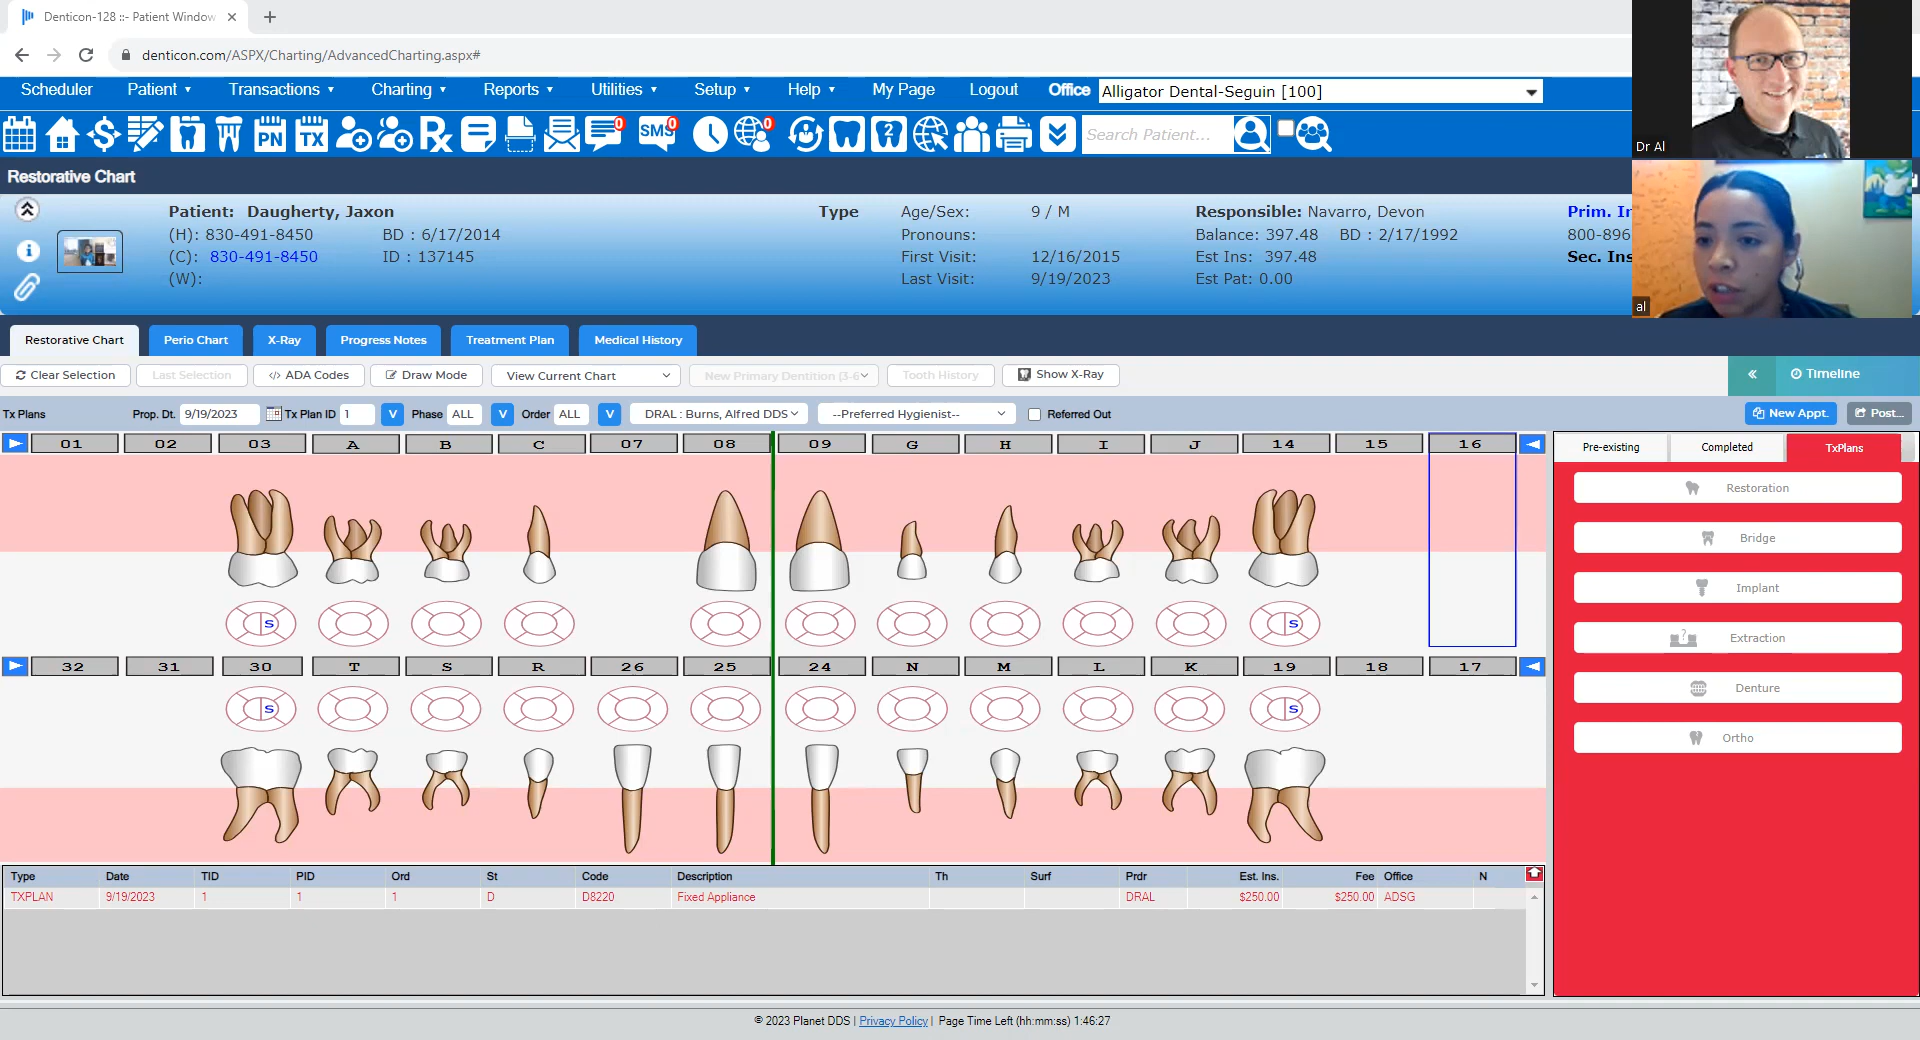 Denticon-128 ::- Patient Window
denticon.com/ASPX/Charting/AdvancedCharting.aspx#
Scheduler Patient Transactions Charting Reports Utilities Setup Help My Page Logout Office Alligator Dental-Seguin [100]
PN TX 0 SMS 0 0 2 Search Patient...
Dr Al
Restorative Chart
Patient: Daugherty, Jaxon Type Age/Sex: 9 / M Responsible: Navarro, Devon
(H): 830-491-8450 BD : 6/17/2014 Pronouns: Balance: 397.48 BD : 2/17/1992 800-896
(C): 830-491-8450 ID : 137145 First Visit: 12/16/2015 Est Ins: 397.48 Sec. Ins
(W): Last Visit: 9/19/2023 Est Pat: 0.00
al
Restorative Chart Perio Chart X-Ray Progress Notes Treatment Plan Medical History
Clear Selection Last Selection </> ADA Codes Draw Mode View Current Chart New Primary Dentition (3-6 Tooth History Show X-Ray « Timeline
Tx Plans Prop. Dt. 9/19/2023 Tx Plan ID 1 V Phase ALL V Order ALL V DRAL : Burns, Alfred DDS --Preferred Hygienist-- Referred Out New Appt. Post...
01 02 03 A B C 07 08 09 G H I J 14 15 16
Pre-existing Completed TxPlans
Restoration
Bridge
Implant
Extraction
Denture
Ortho
S S
32 31 30 T S R 26 25 24 N M L K 19 18 17
S S
Type Date TID PID Ord St Code Description Th Surf Prdr Est. Ins. Fee Office N
TXPLAN 9/19/2023 1 1 1 D D8220 Fixed Appliance DRAL $250.00 $250.00 ADSG
© 2023 Planet DDS | Privacy Policy | Page Time Left (hh:mm:ss) 1:46:27